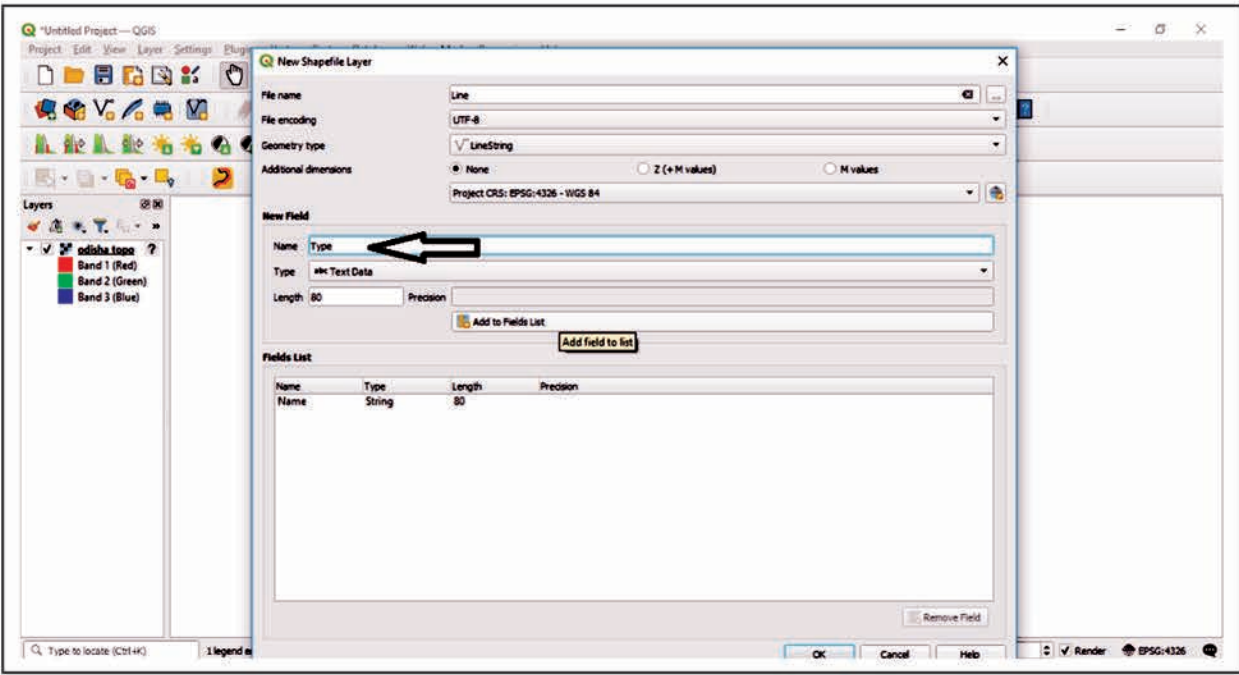 *Untitled Project — QGIS
Project Edit View Layer Settings
New Shapefile Layer
File name Line ...
File encoding UTF-8
Geometry type LineString
Additional dimensions None Z (+ M values) M values
Project CRS: EPSG:4326 - WGS 84
Layers
New Field
Name Type
Type abc Text Data
Length 80 Precision
Add to Fields List
Add field to list
odisha topo ?
Band 1 (Red)
Band 2 (Green)
Band 3 (Blue)
Fields List
Name Type Length Precision
Name String 80
Remove Field
OK Cancel Help
Type to locate (Ctrl+K) 1 legend Render EPSG:4326